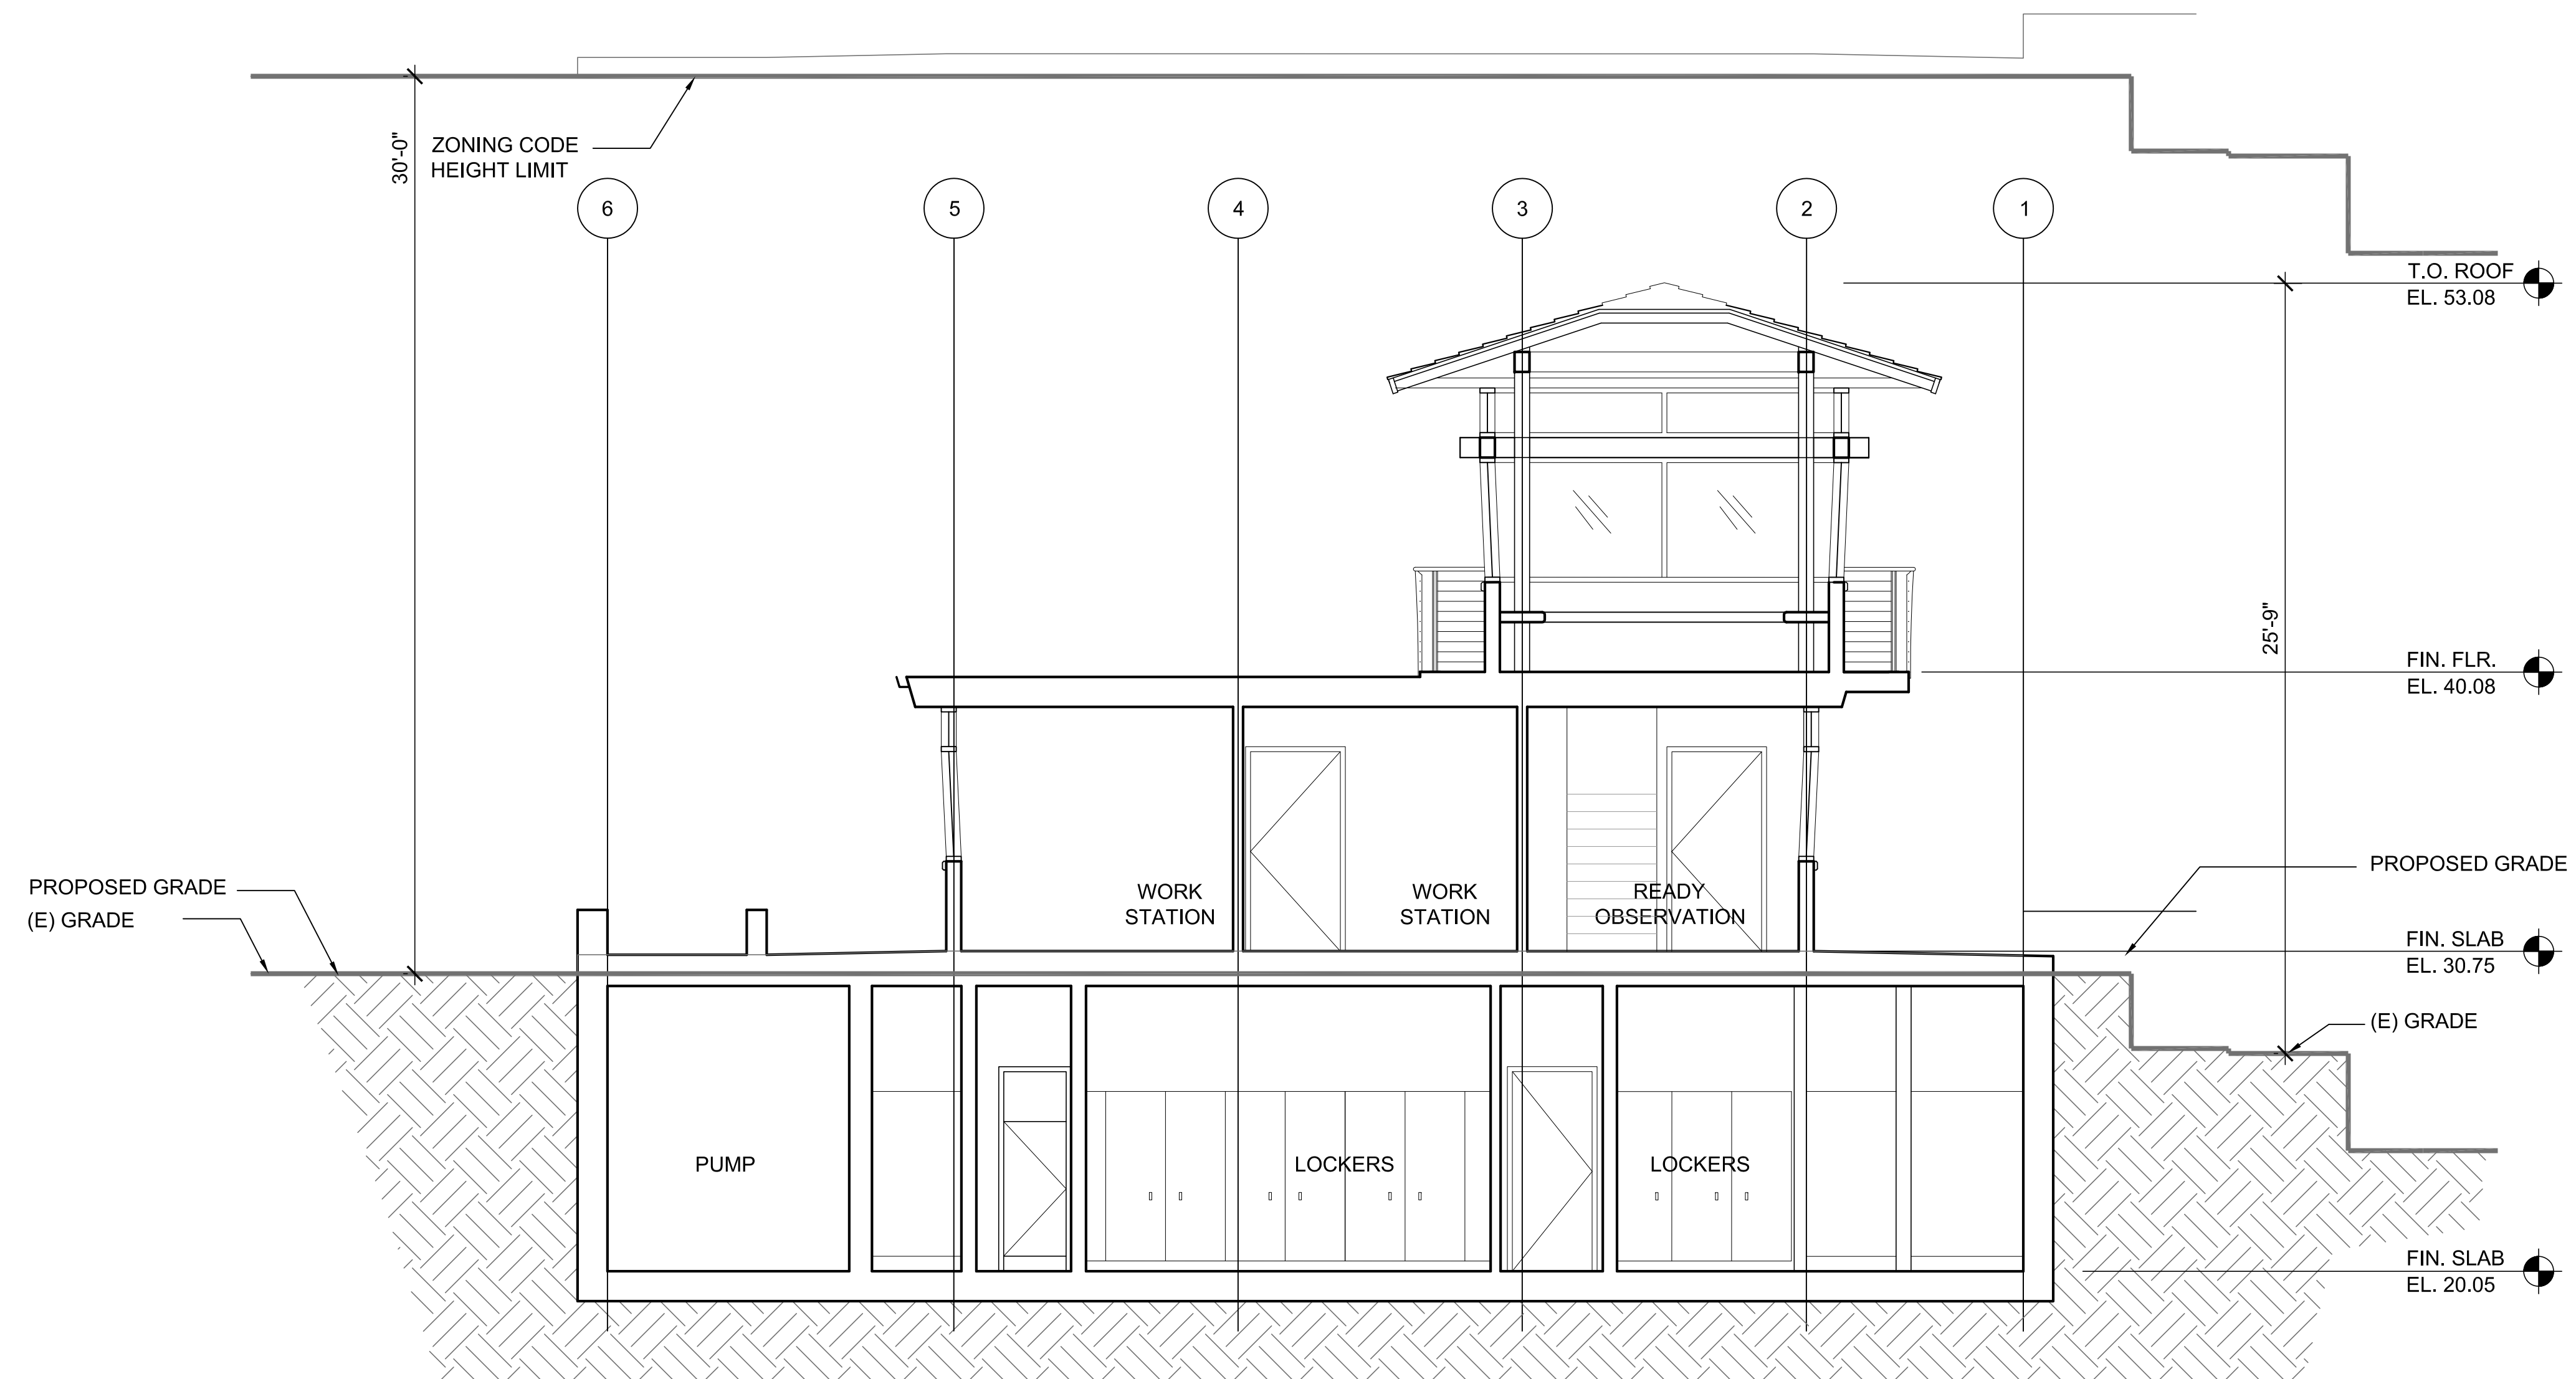 ZONING CODE
HEIGHT LIMIT
30'-0"
6
5
4
3
2
1
T.O. ROOF
EL. 53.08
25'-9"
FIN. FLR.
EL. 40.08
PROPOSED GRADE
(E) GRADE
WORK
STATION
WORK
STATION
READY
OBSERVATION
PROPOSED GRADE
FIN. SLAB
EL. 30.75
(E) GRADE
PUMP
LOCKERS
LOCKERS
FIN. SLAB
EL. 20.05